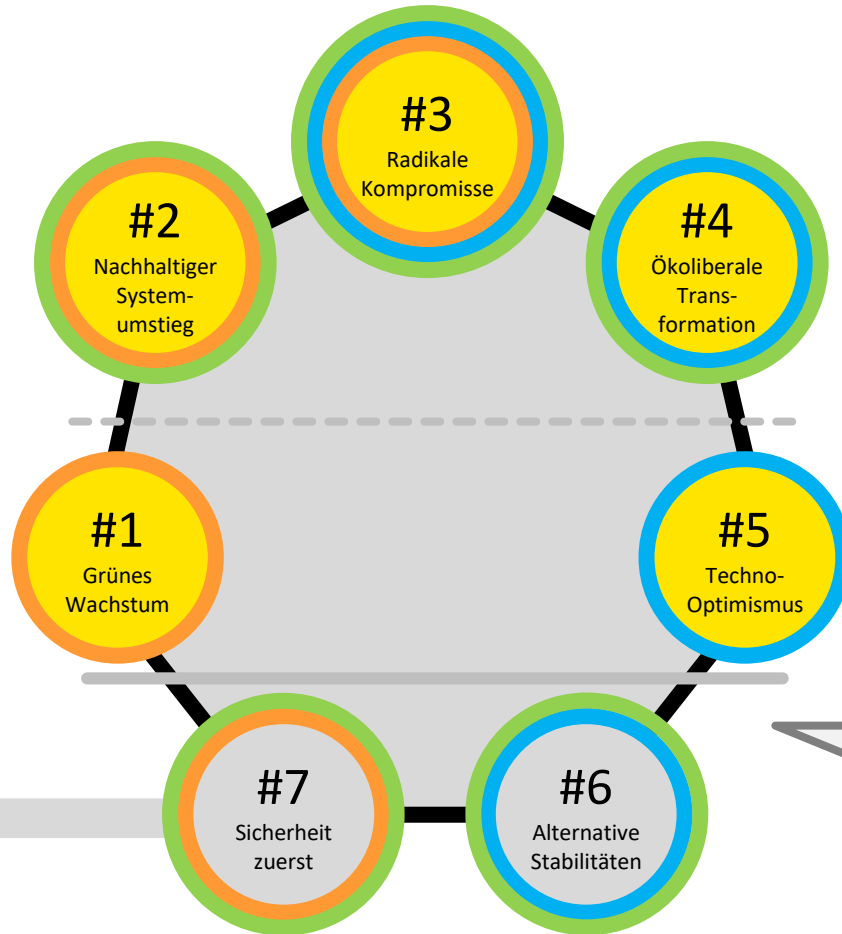 #3
Radikale
Kompromisse
#2
Nachhaltiger
System-
umstieg
#4
Ökoliberale
Trans-
formation
#1
Grünes
Wachstum
#5
Techno-
Optimismus
#7
Sicherheit
zuerst
#6
Alternative
Stabilitäten